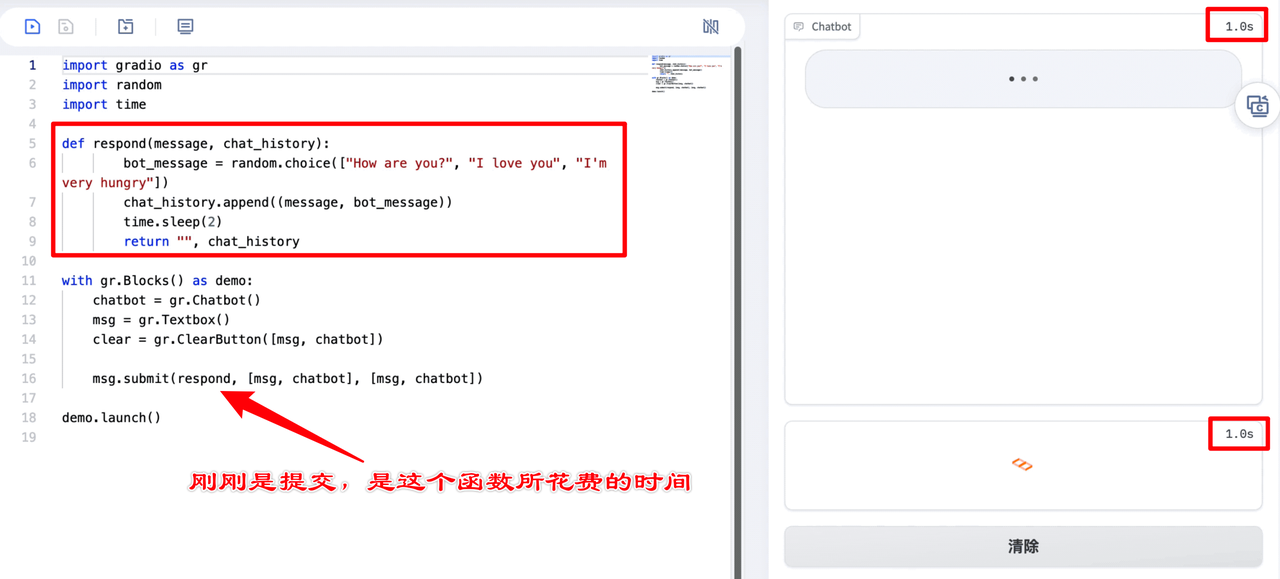 1 import gradio as gr
2 import random
3 import time
4
5 def respond(message, chat_history):
6 bot_message = random.choice(["How are you?", "I love you", "I'm
very hungry"])
7 chat_history.append((message, bot_message))
8 time.sleep(2)
9 return "", chat_history
10
11 with gr.Blocks() as demo:
12 chatbot = gr.Chatbot()
13 msg = gr.Textbox()
14 clear = gr.ClearButton([msg, chatbot])
15
16 msg.submit(respond, [msg, chatbot], [msg, chatbot])
17
18 demo.launch()
19
刚刚是提交，是这个函数所花费的时间
Chatbot
1.0s
1.0s
清除